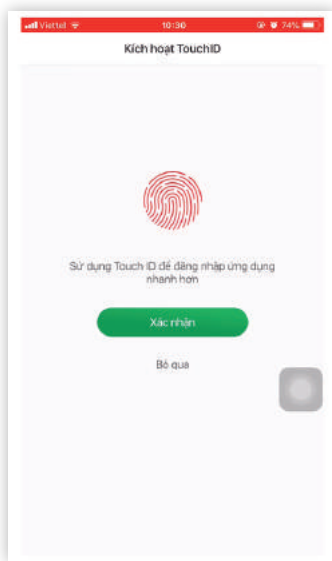 Viettel 10:30 74%
Kích hoạt TouchID
Sử dụng Touch ID để đăng nhập ứng dụng
nhanh hơn
Xác nhận
Bỏ qua